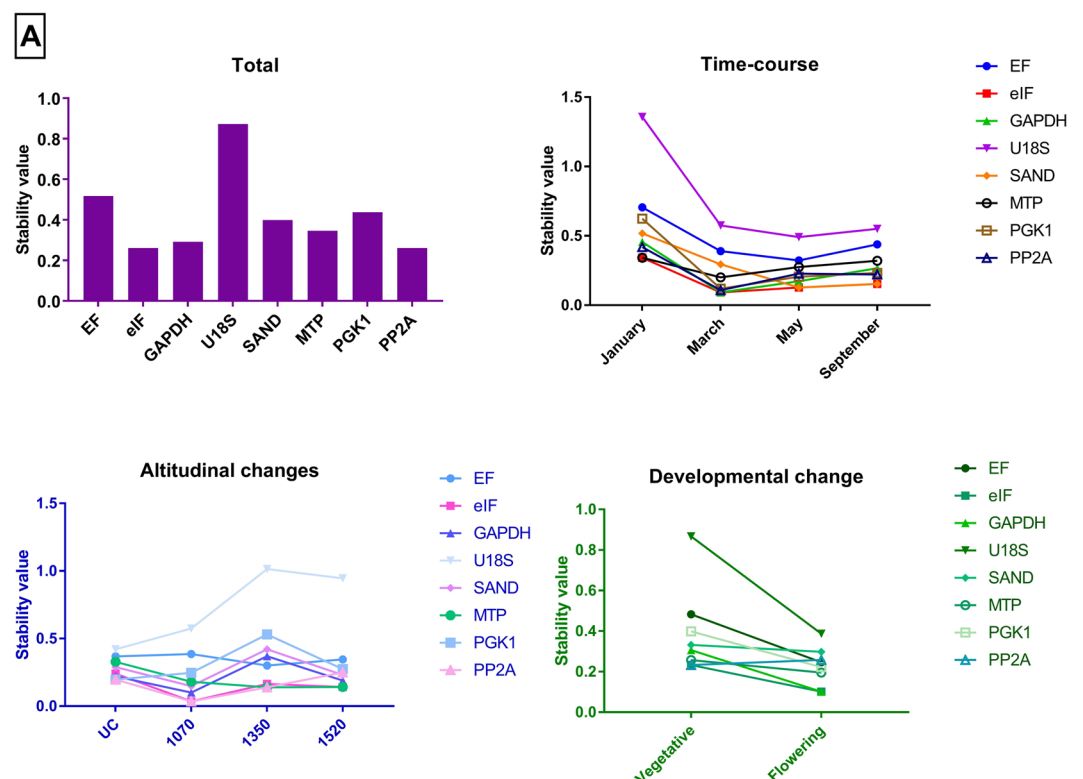 A
Total
Stability value
1.0
0.8
0.6
0.4
0.2
0.0
EF
eIF
GAPDH
U18S
SAND
MTP
PGK1
PP2A
Time-course
Stability value
1.5
1.0
0.5
0.0
January
March
May
September
EF
eIF
GAPDH
U18S
SAND
MTP
PGK1
PP2A
Altitudinal changes
Stability value
1.5
1.0
0.5
0.0
UC
1070
1350
1520
EF
eIF
GAPDH
U18S
SAND
MTP
PGK1
PP2A
Developmental change
Stability value
1.0
0.8
0.6
0.4
0.2
0.0
Vegetative
Flowering
EF
eIF
GAPDH
U18S
SAND
MTP
PGK1
PP2A